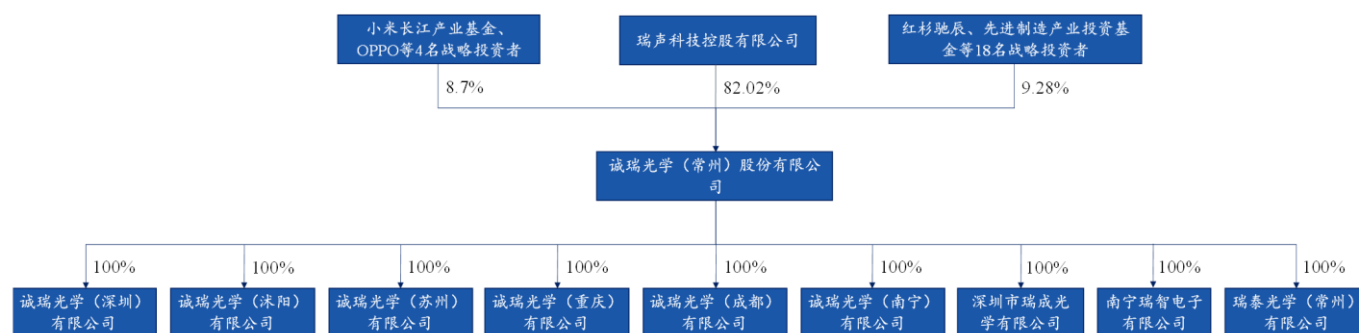 小米长江产业基金、
OPPO等4名战略投资者
瑞声科技控股有限公司
红杉驰辰、先进制造产业投资基
金等18名战略投资者
8.7%
82.02%
9.28%
诚瑞光学（常州）股份有限公
司
100%
100%
100%
100%
100%
100%
100%
100%
100%
诚瑞光学（深圳）
有限公司
诚瑞光学（沭阳）
有限公司
诚瑞光学（苏州）
有限公司
诚瑞光学（重庆）
有限公司
诚瑞光学（成都）
有限公司
诚瑞光学（南宁）
有限公司
深圳市瑞成光
学有限公司
南宁瑞智电子
有限公司
瑞泰光学（常州）
有限公司